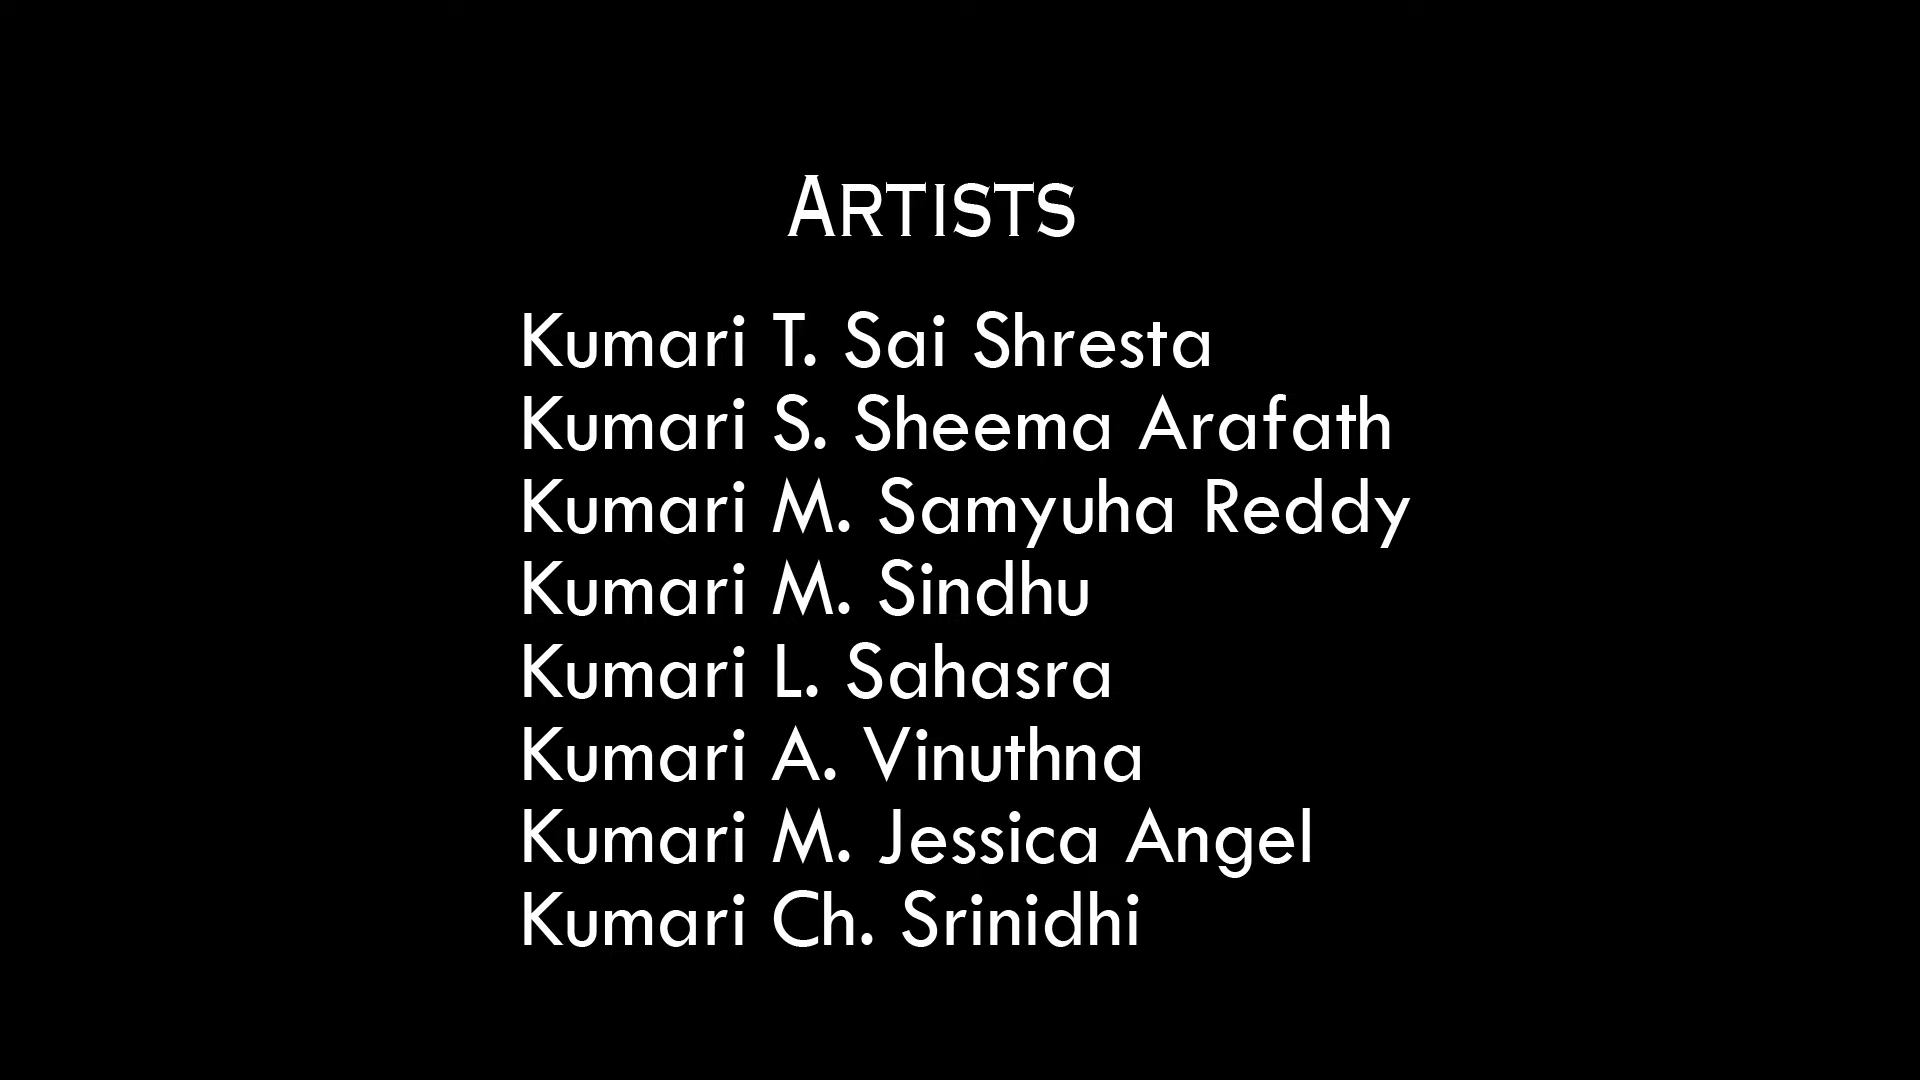 Artists
Kumari T. Sai Shresta
Kumari S. Sheema Arafath
Kumari M. Samyuha Reddy
Kumari M. Sindhu
Kumari L. Sahasra
Kumari A. Vinuthna
Kumari M. Jessica Angel
Kumari Ch. Srinidhi